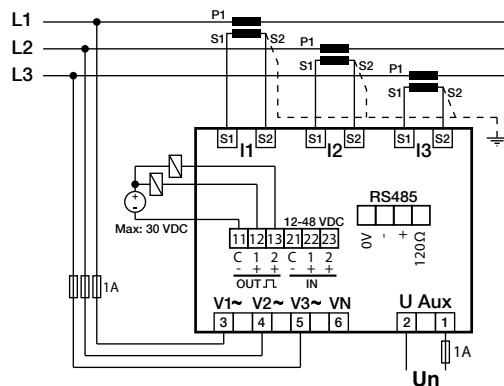 L1
P1
S1 S2
L2
P1
S1 S2
L3
P1
S1 S2
S1 S2 S1 S2 S1 S2
I1 I2 I3
RS485
0V - + 120Ω
+
-
Max: 30 VDC
12-48 VDC
11 12 13 21 22 23
C 1 2 C 1 2
- + + - + +
OUT IN
1A
V1~ V2~ V3~ VN U Aux
3 4 5 6 2 1
1A
Un